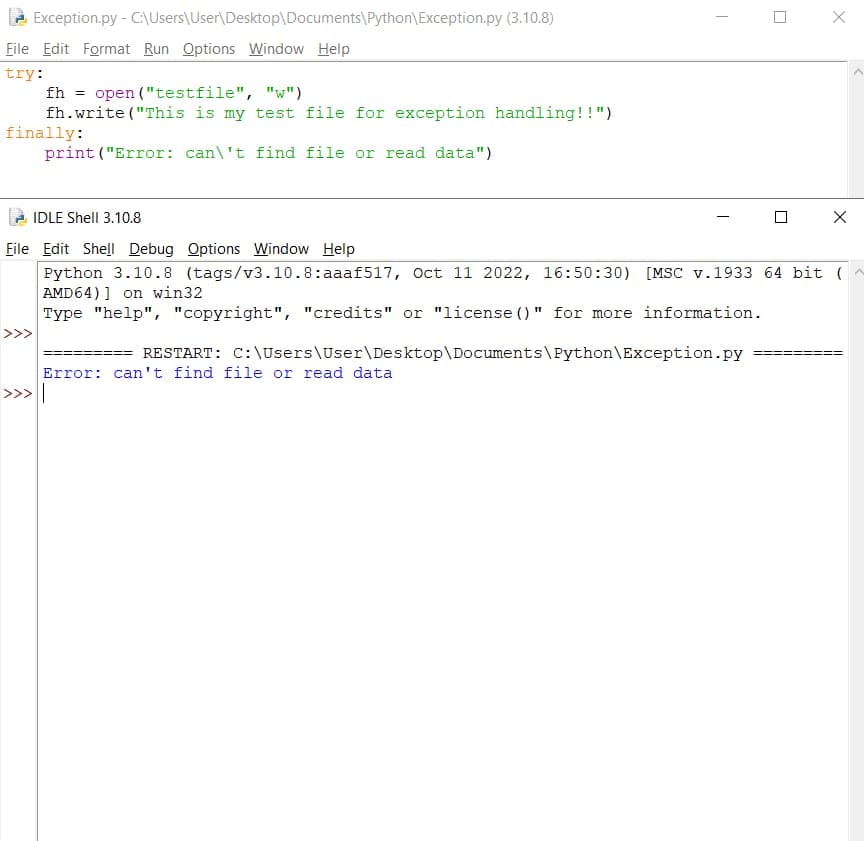 Exception.py - C:\Users\User\Desktop\Documents\Python\Exception.py (3.10.8)
File Edit Format Run Options Window Help
try:
    fh = open("testfile", "w")
    fh.write("This is my test file for exception handling!!")
finally:
    print("Error: can\'t find file or read data")
IDLE Shell 3.10.8
File Edit Shell Debug Options Window Help
Python 3.10.8 (tags/v3.10.8:aaaf517, Oct 11 2022, 16:50:30) [MSC v.1933 64 bit (
AMD64)] on win32
Type "help", "copyright", "credits" or "license()" for more information.
>>>
========= RESTART: C:\Users\User\Desktop\Documents\Python\Exception.py =========
Error: can't find file or read data
>>>